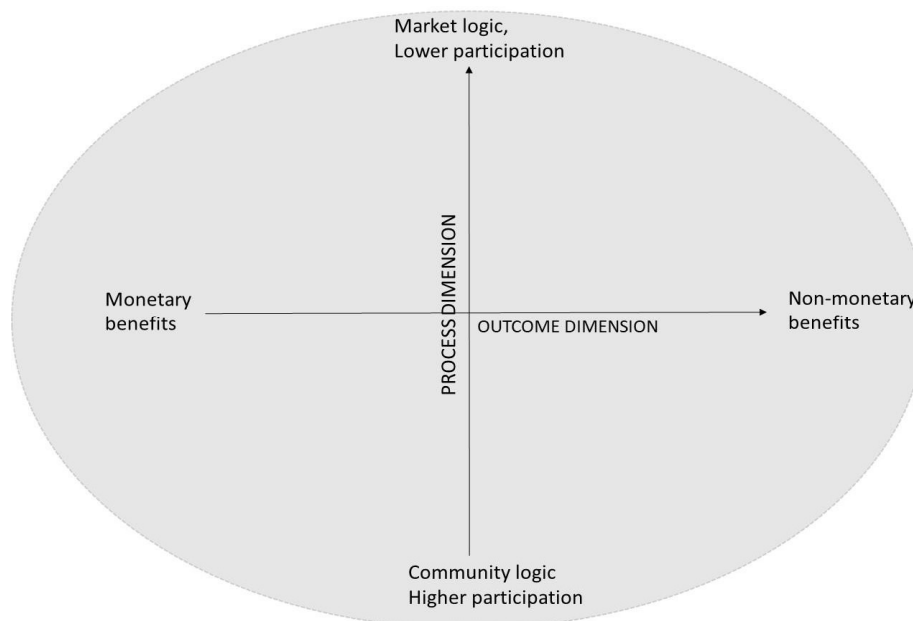 Market logic,
Lower participation
PROCESS DIMENSION
Monetary
benefits
Non-monetary
benefits
OUTCOME DIMENSION
Community logic
Higher participation